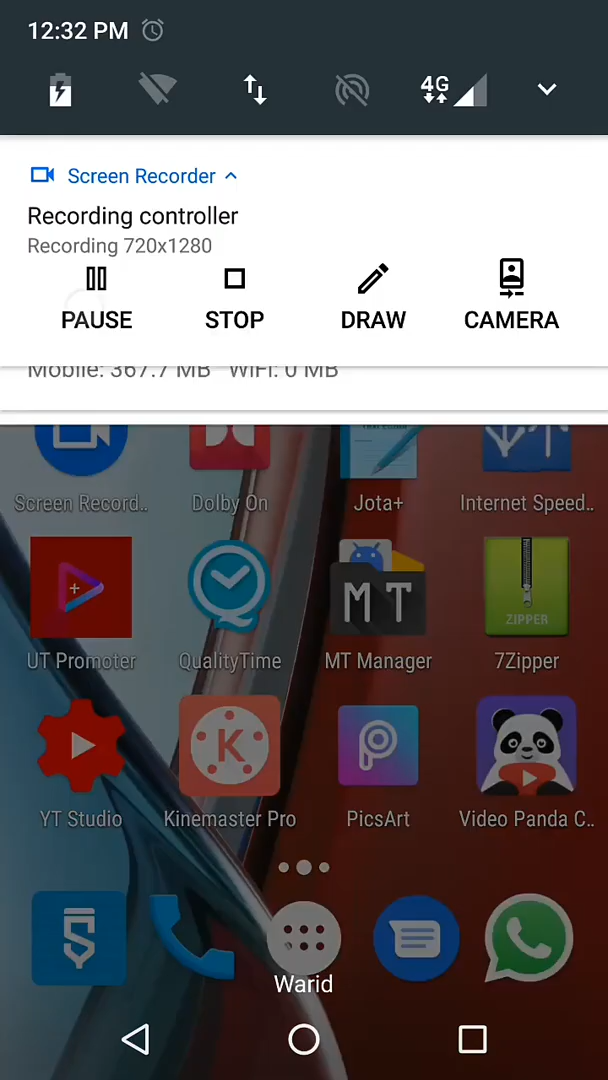 12:32 PM
4G
Screen Recorder
Recording controller
Recording 720x1280
PAUSE STOP DRAW CAMERA
Mobile: 367.7 MB WiFi: 0 MB
Screen Record.. Dolby On Jota+ Internet Speed..
MT
ZIPPER
UT Promoter QualityTime MT Manager 7Zipper
K
YT Studio Kinemaster Pro PicsArt Video Panda C..
Warid